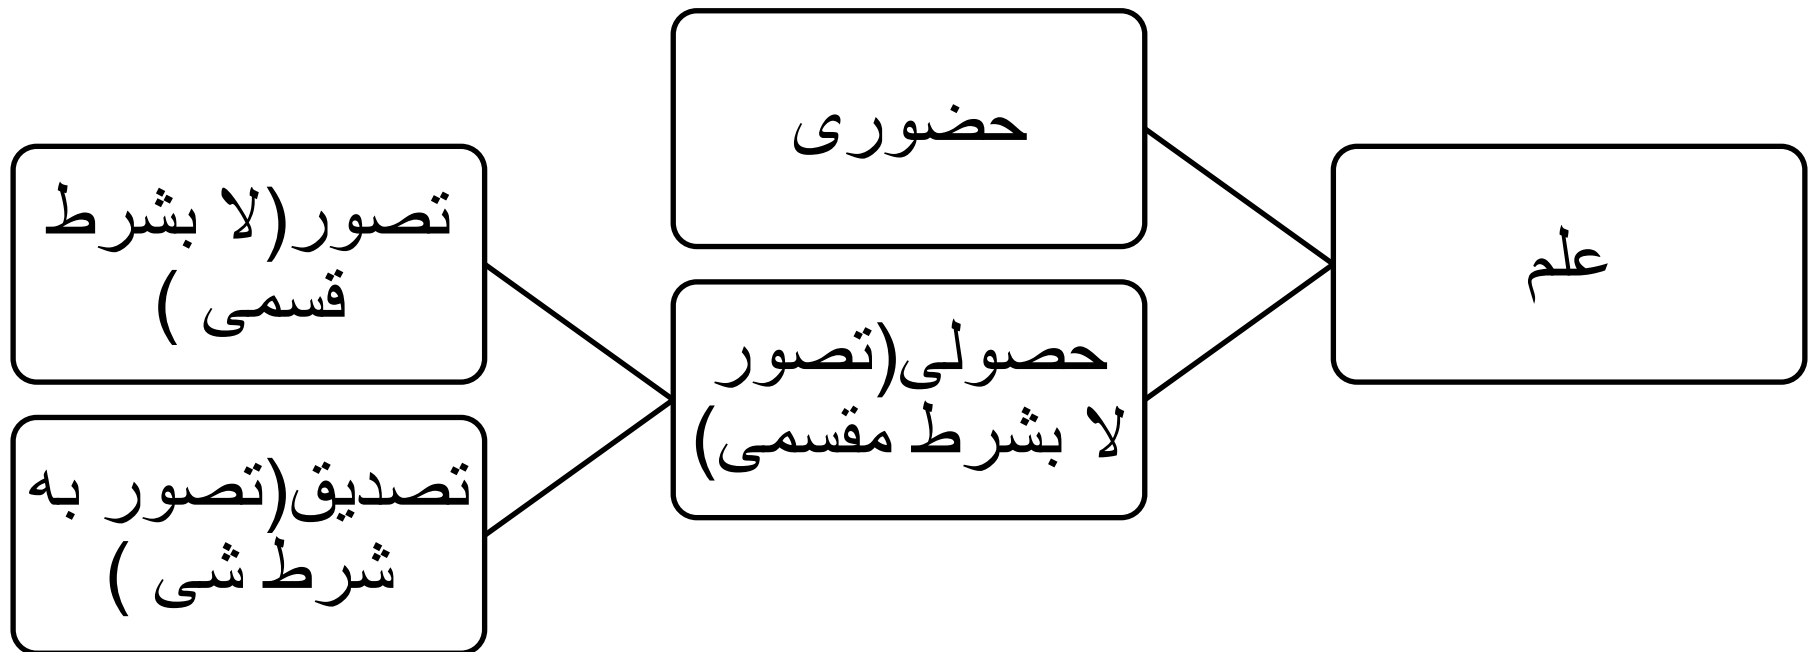 علم
حضوری
حصولی(تصور
لا بشرط مقسمی)
تصور(لا بشرط
قسمی )
تصدیق(تصور به
شرط شی )